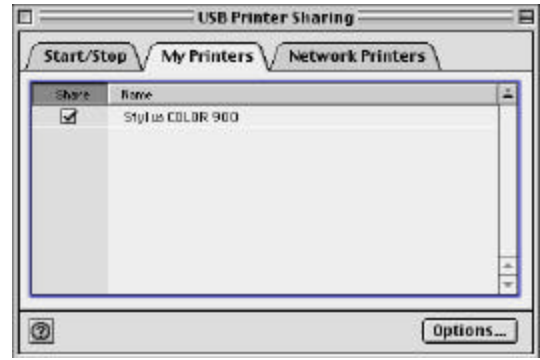 USB Printer Sharing
Start/Stop My Printers Network Printers
Share Name
Stylus COLOR 900
?
Options...